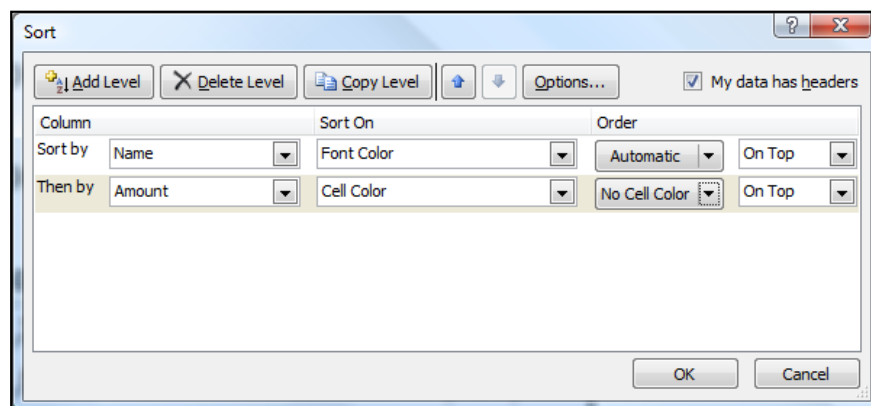 Sort
Add Level Delete Level Copy Level Options... My data has headers
Column Sort On Order
Sort by Name Font Color Automatic On Top
Then by Amount Cell Color No Cell Color On Top
OK Cancel